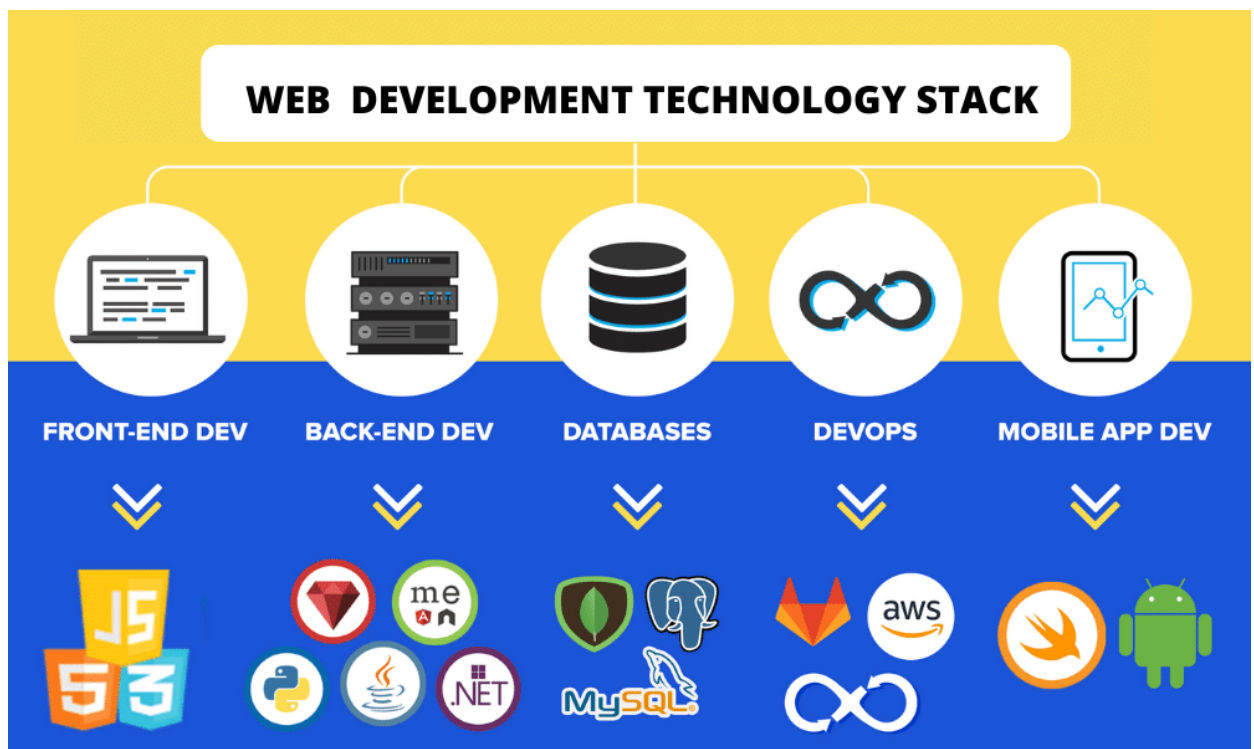 WEB DEVELOPMENT TECHNOLOGY STACK
FRONT-END DEV
BACK-END DEV
DATABASES
DEVOPS
MOBILE APP DEV
JS
5
3
me
A
n
.NET
MySQL®
aws